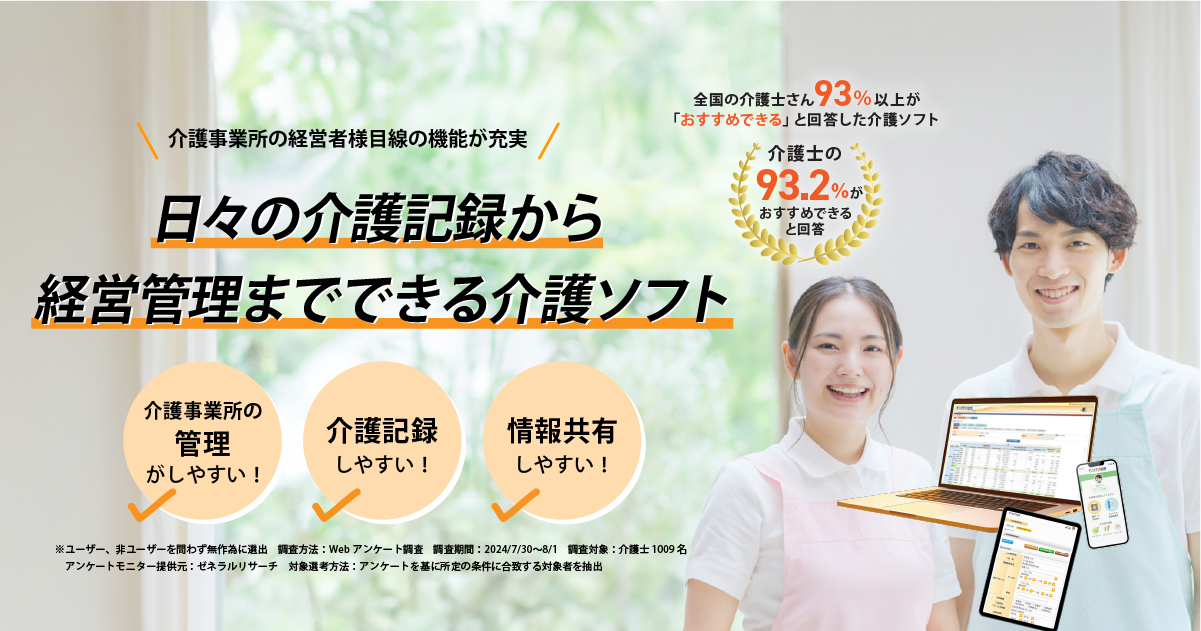 介護事業所の経営者様目線の機能が充実
日々の介護記録から
経営管理までできる介護ソフト
全国の介護士さん93%以上が
「おすすめできる」と回答した介護ソフト
介護士の
93.2%が
おすすめできる
と回答
介護事業所の
管理
がしやすい！
介護記録
しやすい！
情報共有
しやすい！
※ユーザー、非ユーザーを問わず無作為に選出　調査方法：Webアンケート調査　調査期間：2024/7/30～8/1　調査対象：介護士1009名
アンケートモニター提供元：ゼネラルリサーチ　対象選考方法：アンケートを基に所定の条件に合致する対象者を抽出